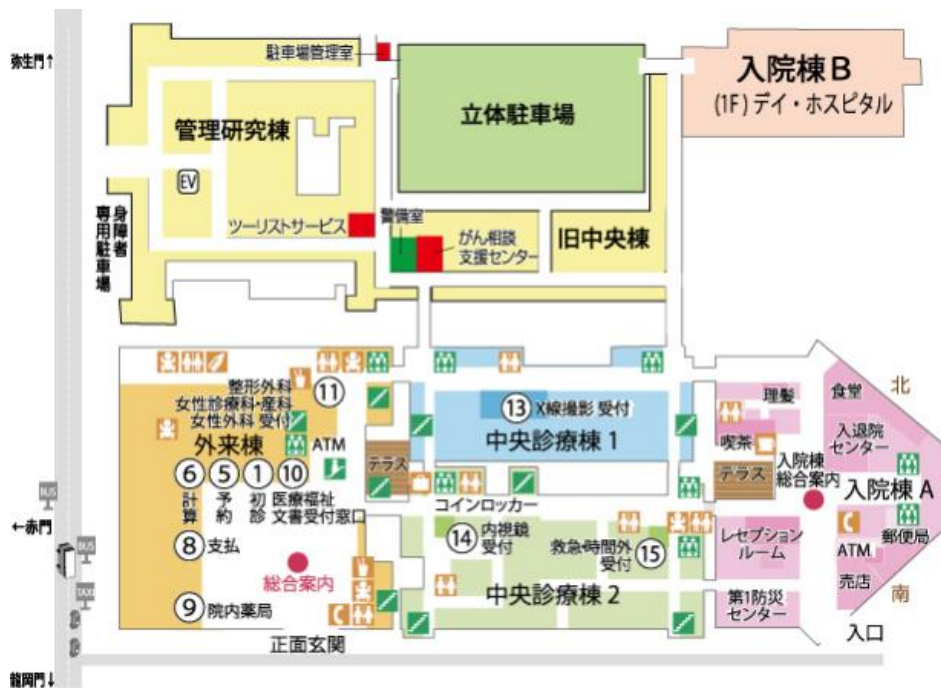 弥生門↑
駐車場管理室
立体駐車場
入院棟B
(1F) デイ・ホスピタル
管理研究棟
EV
ツーリストサービス
警備室
がん相談
支援センター
旧中央棟
身障者
専用駐車場
整形外科
女性診療科・産科
女性外科 受付
⑪
外来棟
ATM
⑥
計算
⑤
予約
①
初診
⑩
医療福祉
文書受付窓口
⑧ 支払
総合案内
⑨ 院内薬局
正面玄関
テラス
⑬ X線撮影 受付
中央診療棟 1
コインロッカー
⑭ 内視鏡
受付
救急・時間外
受付 ⑮
中央診療棟 2
理髪
喫茶
テラス
入院棟
総合案内
レセプション
ルーム
第1防災
センター
食堂
北
入退院
センター
入院棟 A
郵便局
ATM
売店
南
入口
BUS
←赤門
BUS
TAXI
龍岡門↓